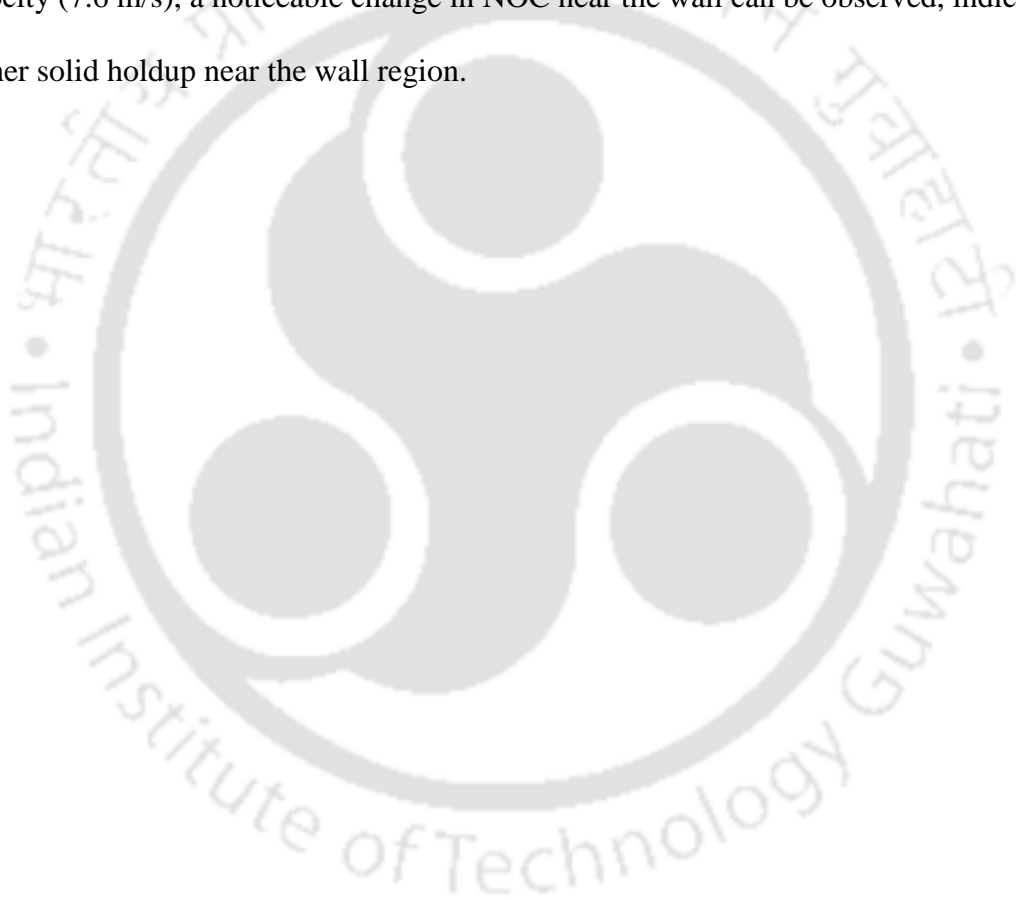 ocity (7.6 m/s), a noticeable change in NOC near the wall can be observed, indic
her solid holdup near the wall region.
• Indian Institute of Technology Guwahati •